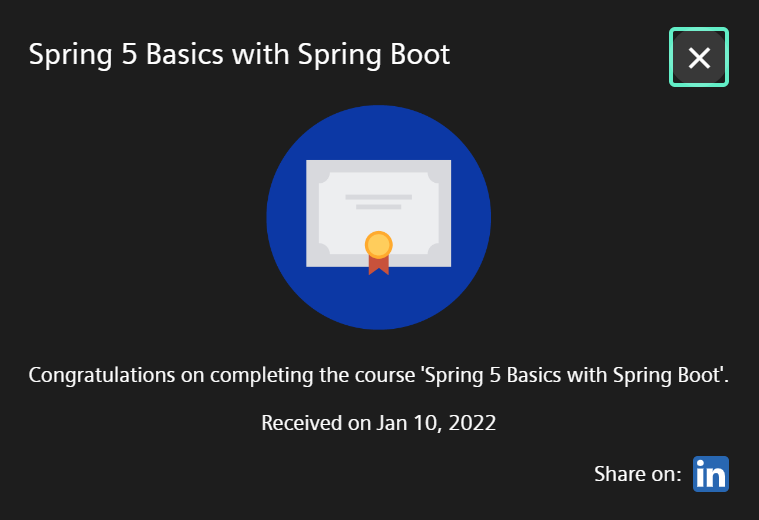 Spring 5 Basics with Spring Boot
Congratulations on completing the course 'Spring 5 Basics with Spring Boot'.
Received on Jan 10, 2022
Share on: in